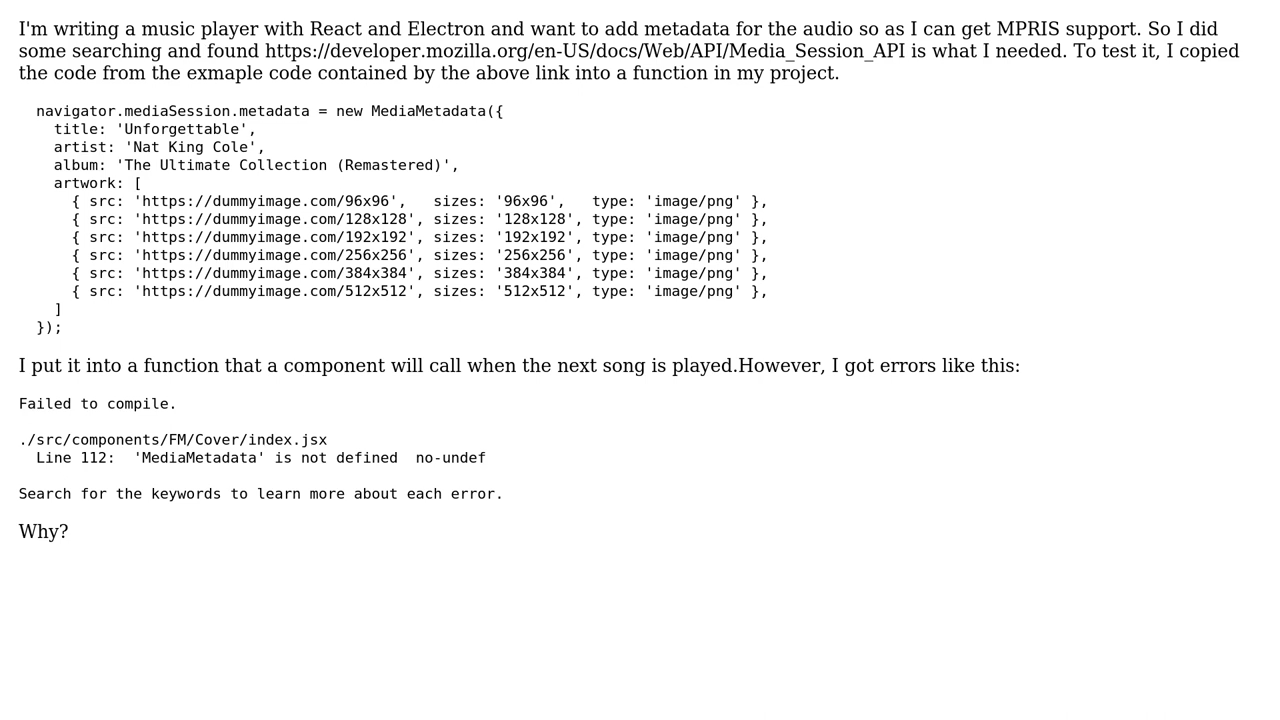 I'm writing a music player with React and Electron and want to add metadata for the audio so as I can get MPRIS support. So I did
some searching and found https://developer.mozilla.org/en-US/docs/Web/API/Media_Session_API is what I needed. To test it, I copied
the code from the exmaple code contained by the above link into a function in my project.
navigator.mediaSession.metadata = new MediaMetadata({
title: 'Unforgettable',
artist: 'Nat King Cole',
album: 'The Ultimate Collection (Remastered)',
artwork: [
{ src: 'https://dummyimage.com/96x96',   sizes: '96x96',   type: 'image/png' },
{ src: 'https://dummyimage.com/128x128', sizes: '128x128', type: 'image/png' },
{ src: 'https://dummyimage.com/192x192', sizes: '192x192', type: 'image/png' },
{ src: 'https://dummyimage.com/256x256', sizes: '256x256', type: 'image/png' },
{ src: 'https://dummyimage.com/384x384', sizes: '384x384', type: 'image/png' },
{ src: 'https://dummyimage.com/512x512', sizes: '512x512', type: 'image/png' },
]
});
I put it into a function that a component will call when the next song is played.However, I got errors like this:
Failed to compile.
./src/components/FM/Cover/index.jsx
Line 112:  'MediaMetadata' is not defined  no-undef
Search for the keywords to learn more about each error.
Why?